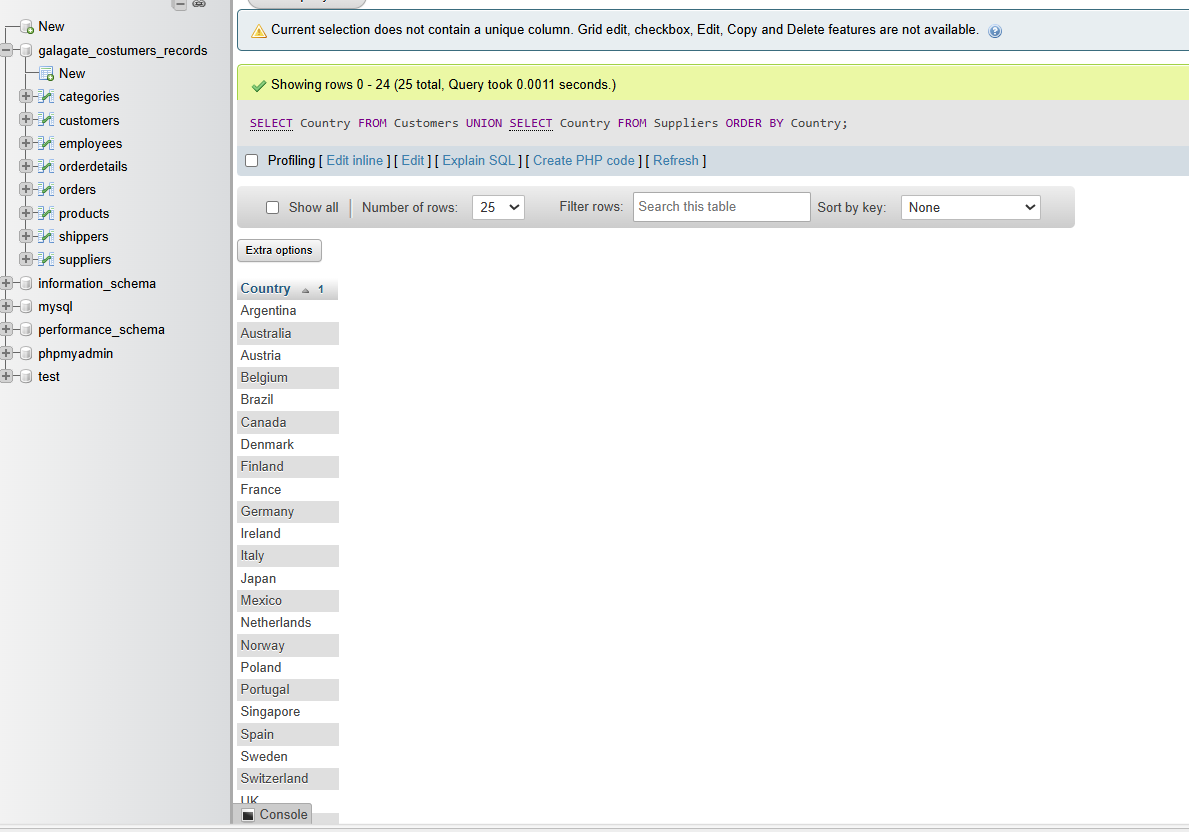 New
galagate_costumers_records
New
categories
customers
employees
orderdetails
orders
products
shippers
suppliers
information_schema
mysql
performance_schema
phpmyadmin
test
Current selection does not contain a unique column. Grid edit, checkbox, Edit, Copy and Delete features are not available.
Showing rows 0 - 24 (25 total, Query took 0.0011 seconds.)
SELECT Country FROM Customers UNION SELECT Country FROM Suppliers ORDER BY Country;
Profiling [ Edit inline ] [ Edit ] [ Explain SQL ] [ Create PHP code ] [ Refresh ]
Show all Number of rows: 25 Filter rows: Search this table Sort by key: None
Extra options
Country 1
Argentina
Australia
Austria
Belgium
Brazil
Canada
Denmark
Finland
France
Germany
Ireland
Italy
Japan
Mexico
Netherlands
Norway
Poland
Portugal
Singapore
Spain
Sweden
Switzerland
UK
Console